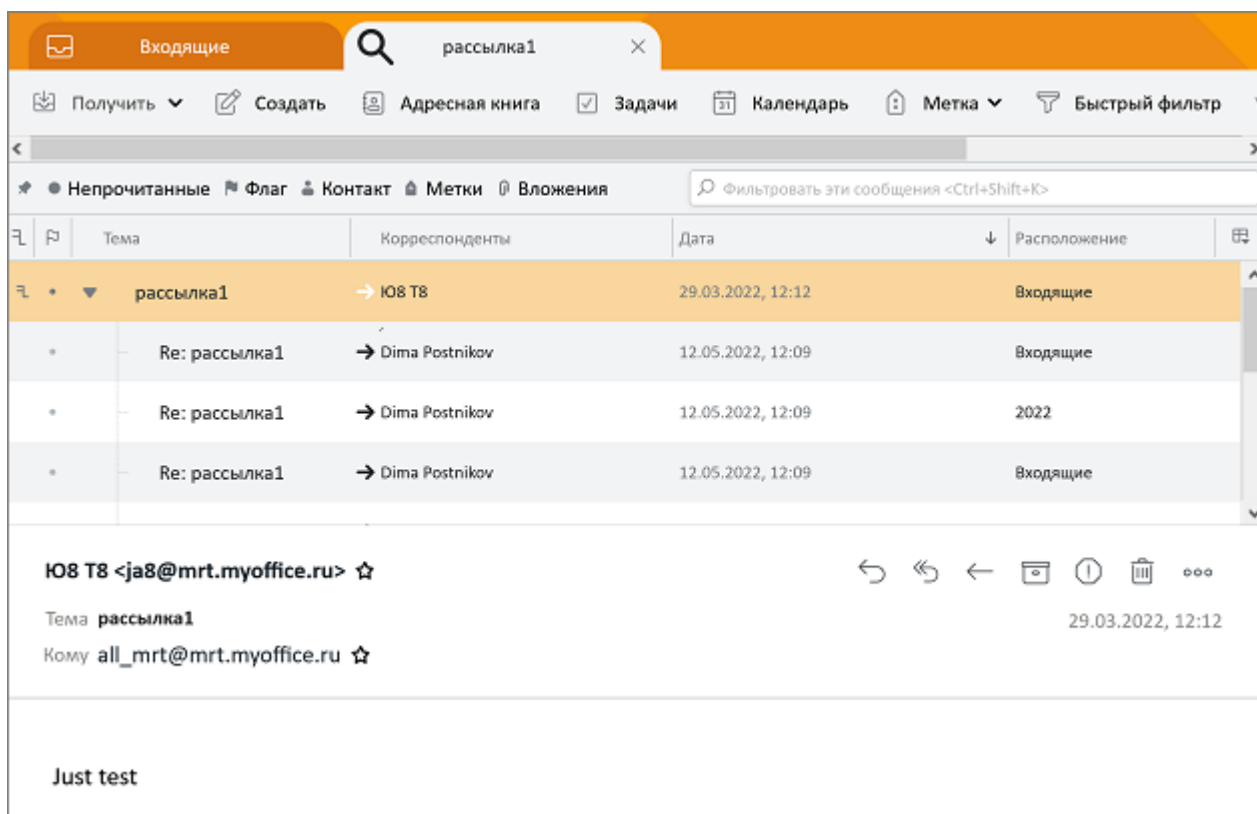 Входящие рассылка1
Получить Создать Адресная книга Задачи 31 Календарь Метка Быстрый фильтр
Непрочитанные Флаг Контакт Метки Вложения Фильтровать эти сообщения <Ctrl+Shift+K>
Тема Корреспонденты Дата Расположение
рассылка1 Ю8 Т8 29.03.2022, 12:12 Входящие
Re: рассылка1 Dima Postnikov 12.05.2022, 12:09 Входящие
Re: рассылка1 Dima Postnikov 12.05.2022, 12:09 2022
Re: рассылка1 Dima Postnikov 12.05.2022, 12:09 Входящие
Ю8 Т8 <ja8@mrt.myoffice.ru>
Тема рассылка1 29.03.2022, 12:12
Кому all_mrt@mrt.myoffice.ru
Just test